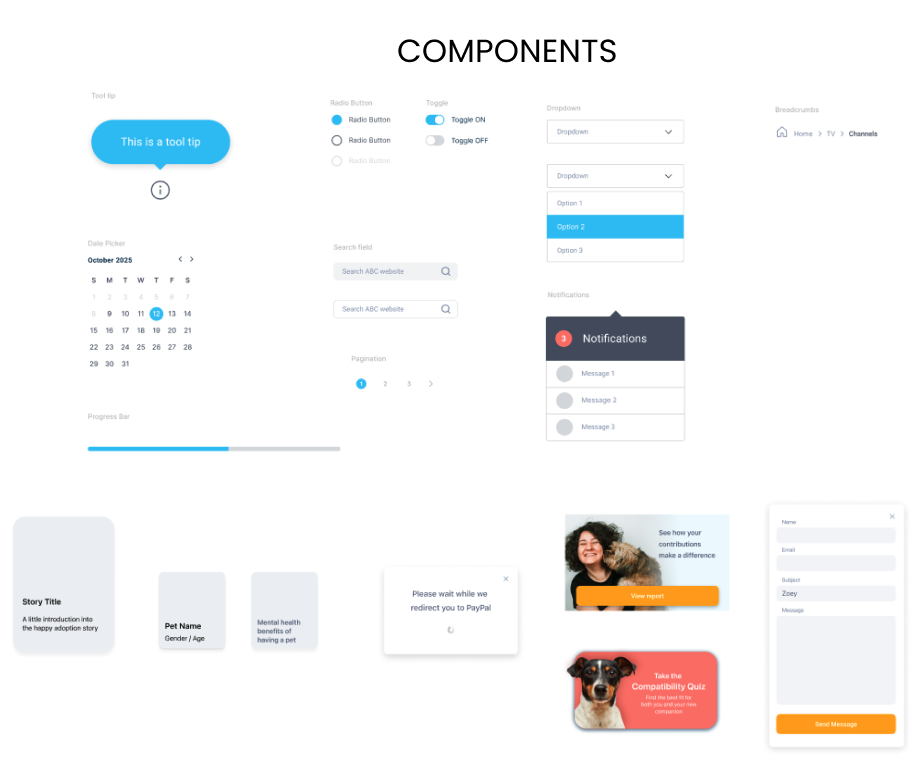 COMPONENTS
Tool tip
This is a tool tip
Radio Button
Radio Button
Radio Button
Radio Button
Toggle
Toggle ON
Toggle OFF
Dropdown
Dropdown
Dropdown
Option 1
Option 2
Option 3
Breadcrumbs
Home > TV > Channels
Date Picker
October 2025 < >
S M T W T F S
1 2 3 4 5 6 7
8 9 10 11 12 13 14
15 16 17 18 19 20 21
22 23 24 25 26 27 28
29 30 31
Search field
Search ABC website
Search ABC website
Pagination
1 2 3 >
Notifications
3 Notifications
Message 1
Message 2
Message 3
Progress Bar
Story Title
A little introduction into
the happy adoption story
Pet Name
Gender / Age
Mental health
benefits of
having a pet
Please wait while we
redirect you to PayPal
See how your
contributions
make a difference
View report
Take the
Compatibility Quiz
Find the best fit for
both you and your new
companion
Name
Email
Subject
Zoey
Message
Send Message